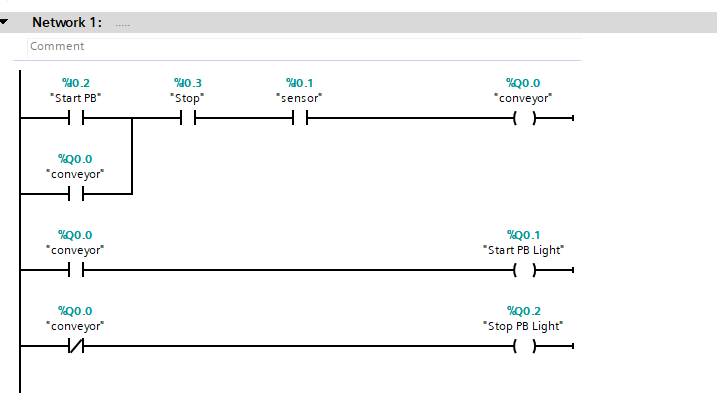 Network 1: .....
Comment
%I0.2 %I0.3 %I0.1 %Q0.0
"Start PB" "Stop" "sensor" "conveyor"
%Q0.0
"conveyor"
%Q0.0 %Q0.1
"conveyor" "Start PB Light"
%Q0.0 %Q0.2
"conveyor" "Stop PB Light"